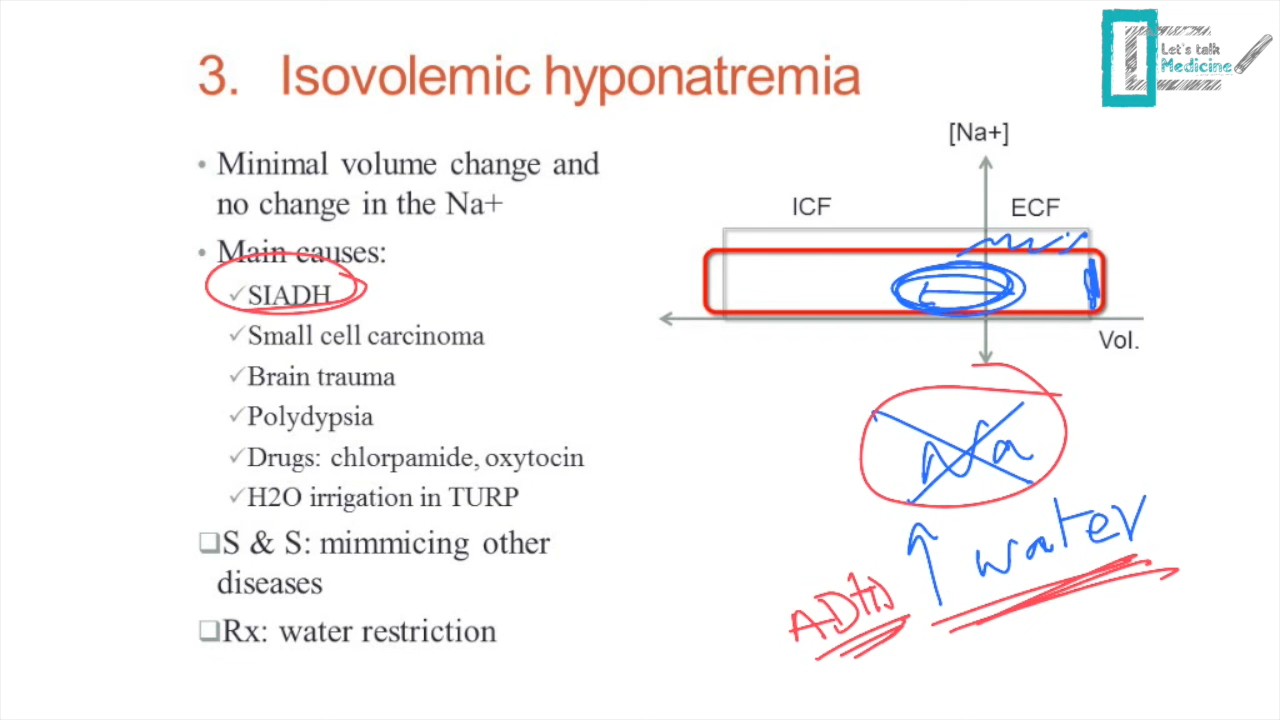 Let's talk
Medicine
3. Isovolemic hyponatremia
• Minimal volume change and
no change in the Na+
• Main causes:
✓SIADH
✓Small cell carcinoma
✓Brain trauma
✓Polydypsia
✓Drugs: chlorpamide, oxytocin
✓H2O irrigation in TURP
❑S & S: mimmicing other
diseases
❑Rx: water restriction
[Na+]
ICF ECF
Vol.
Na
↑ water